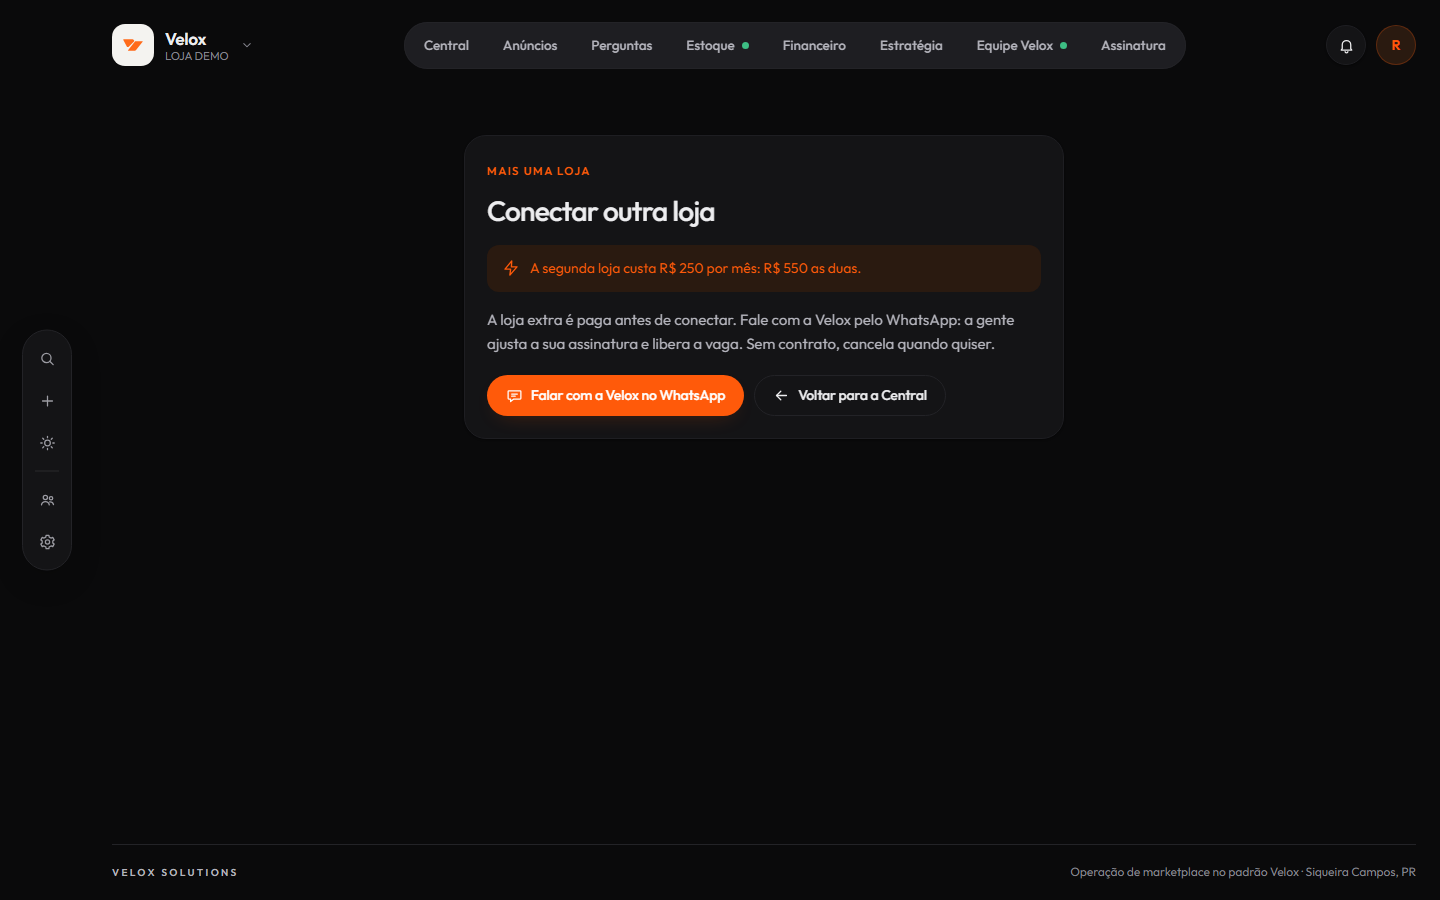 Velox
LOJA DEMO
Central
Anúncios
Perguntas
Estoque
Financeiro
Estratégia
Equipe Velox
Assinatura
R
MAIS UMA LOJA
Conectar outra loja
A segunda loja custa R$ 250 por mês: R$ 550 as duas.
A loja extra é paga antes de conectar. Fale com a Velox pelo WhatsApp: a gente
ajusta a sua assinatura e libera a vaga. Sem contrato, cancela quando quiser.
Falar com a Velox no WhatsApp
Voltar para a Central
VELOX SOLUTIONS
Operação de marketplace no padrão Velox · Siqueira Campos, PR